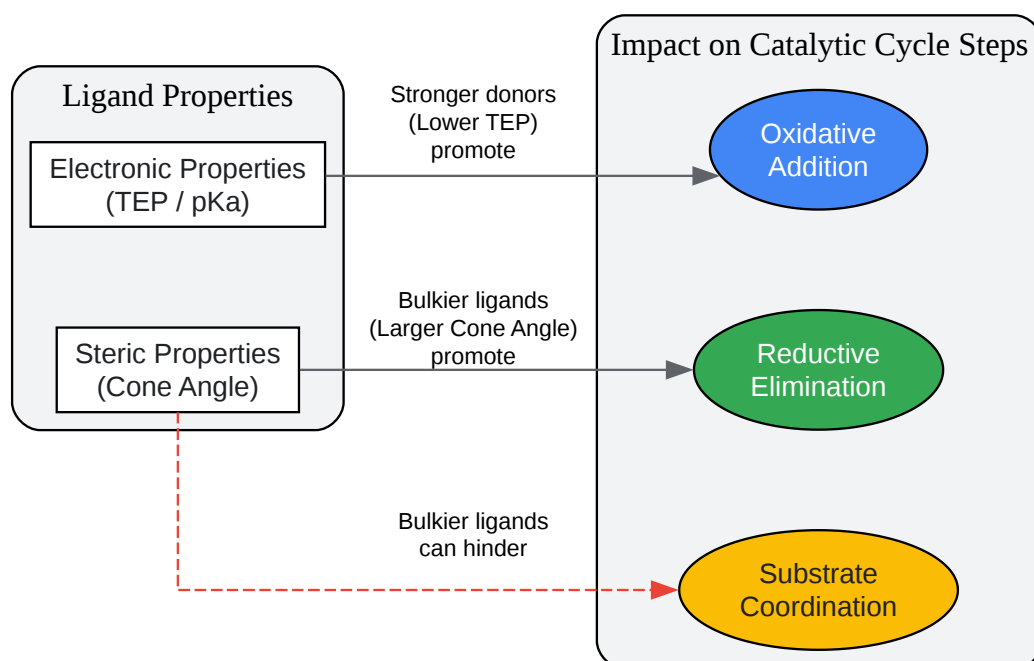 Impact on Catalytic Cycle Steps
Ligand Properties
Stronger donors
(Lower TEP)
promote
Oxidative
Addition
Electronic Properties
(TEP / pKa)
Bulkier ligands
(Larger Cone Angle)
promote
Steric Properties
(Cone Angle)
Reductive
Elimination
Bulkier ligands
can hinder
Substrate
Coordination